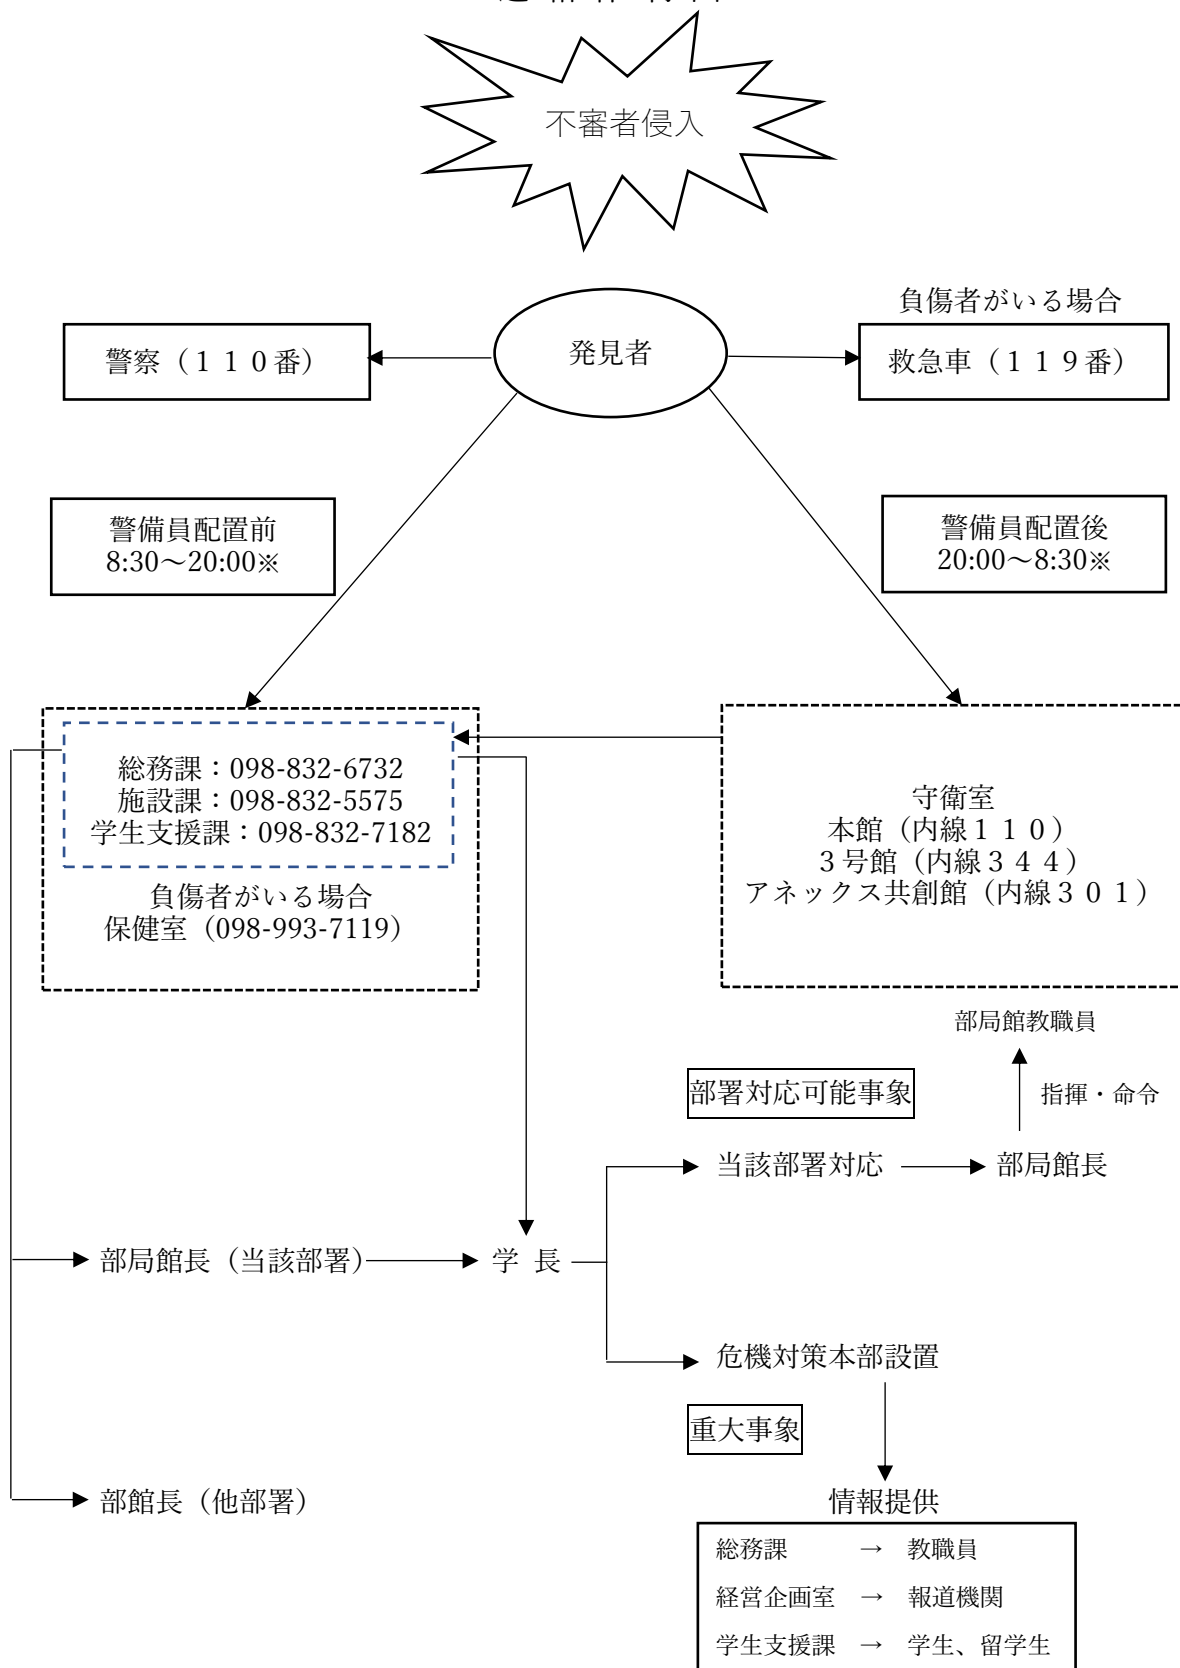 不審者侵入
負傷者がいる場合
警察（１１０番）
発見者
救急車（１１９番）
警備員配置前
8:30～20:00※
警備員配置後
20:00～8:30※
総務課：098-832-6732
施設課：098-832-5575
学生支援課：098-832-7182
負傷者がいる場合
保健室（098-993-7119）
守衛室
本館（内線１１０）
３号館（内線３４４）
アネックス共創館（内線３０１）
部局館教職員
部署対応可能事象
指揮・命令
当該部署対応
部局館長
部局館長（当該部署）
学 長
危機対策本部設置
重大事象
部館長（他部署）
情報提供
総務課 → 教職員
経営企画室 → 報道機関
学生支援課 → 学生、留学生